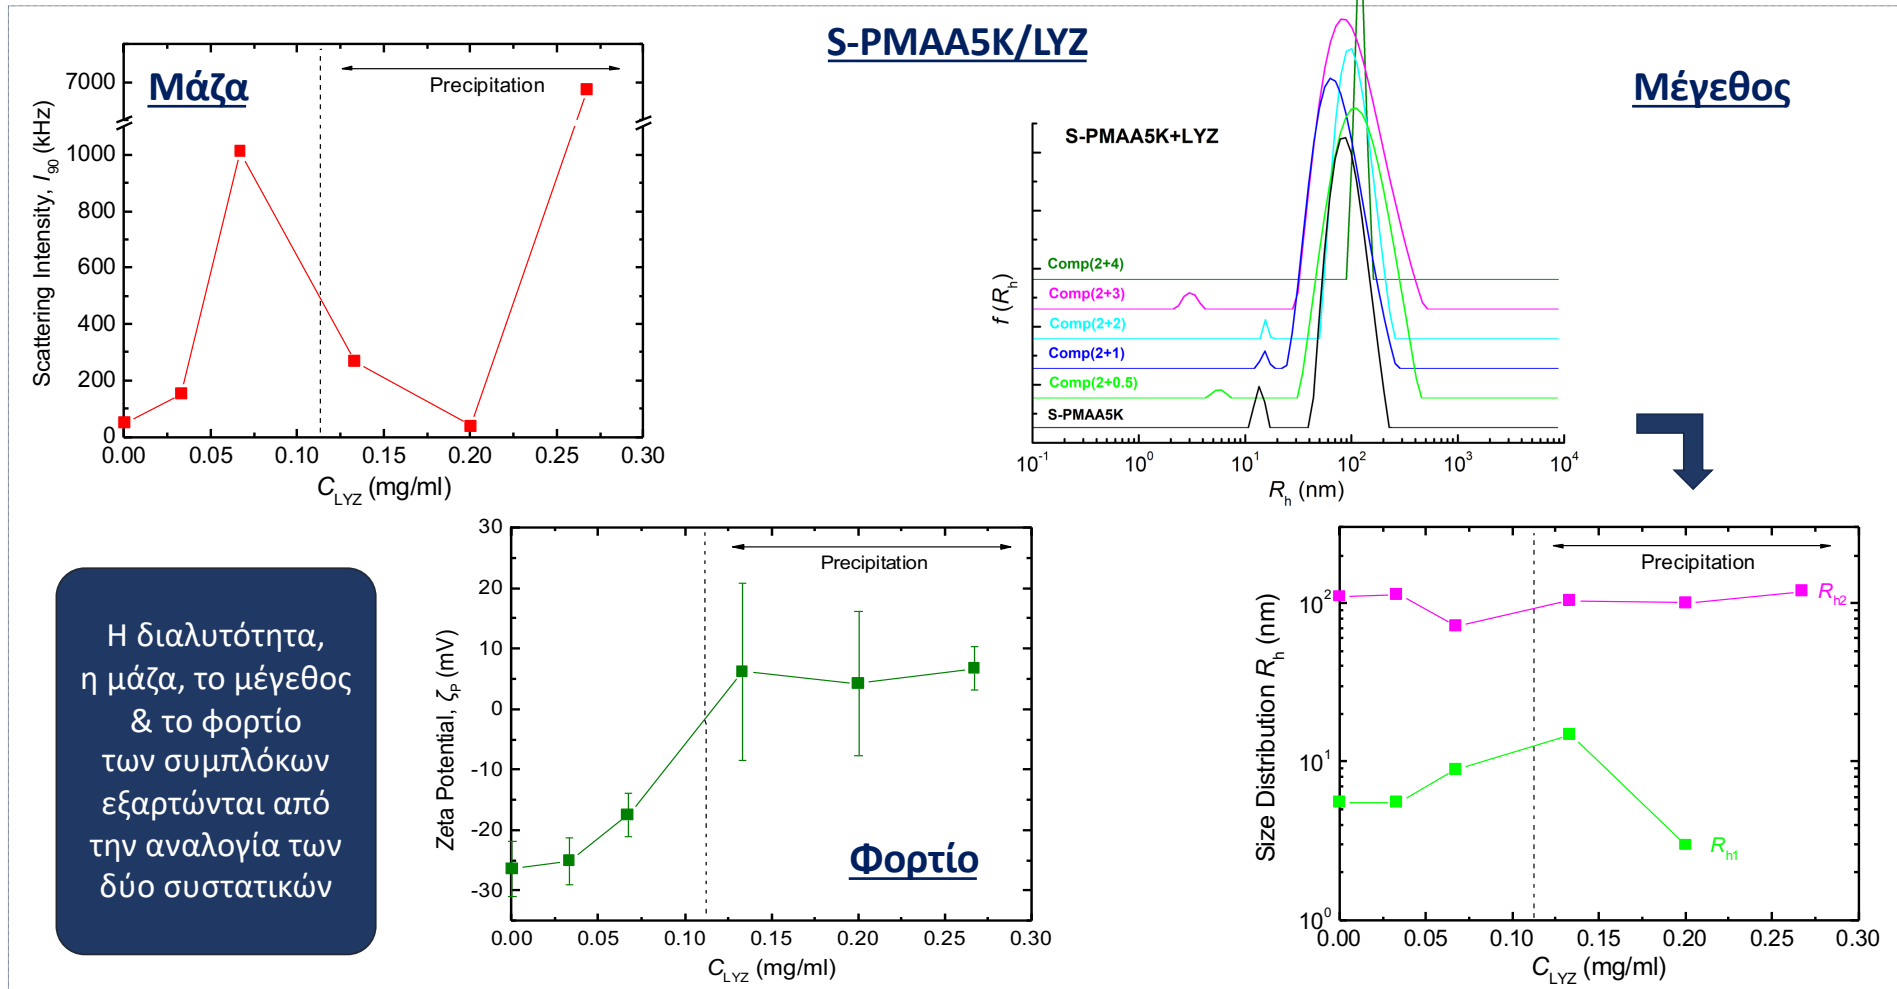 S-PMAA5K/LYZ
Μάζα
Precipitation
7000
1000
800
600
400
200
0
0.00 0.05 0.10 0.15 0.20 0.25 0.30
Scattering Intensity, I90 (kHz)
CLYZ (mg/ml)
Μέγεθος
S-PMAA5K+LYZ
Comp(2+4)
Comp(2+3)
Comp(2+2)
Comp(2+1)
Comp(2+0.5)
S-PMAA5K
f (Rh)
10-1 100 101 102 103 104
Rh (nm)
Η διαλυτότητα,
η μάζα, το μέγεθος
& το φορτίο
των συμπλόκων
εξαρτώνται από
την αναλογία των
δύο συστατικών
Precipitation
30
20
10
0
-10
-20
-30
Zeta Potential, ζP (mV)
Φορτίο
0.00 0.05 0.10 0.15 0.20 0.25 0.30
CLYZ (mg/ml)
Precipitation
102
101
100
Size Distribution Rh (nm)
Rh2
Rh1
0.00 0.05 0.10 0.15 0.20 0.25 0.30
CLYZ (mg/ml)